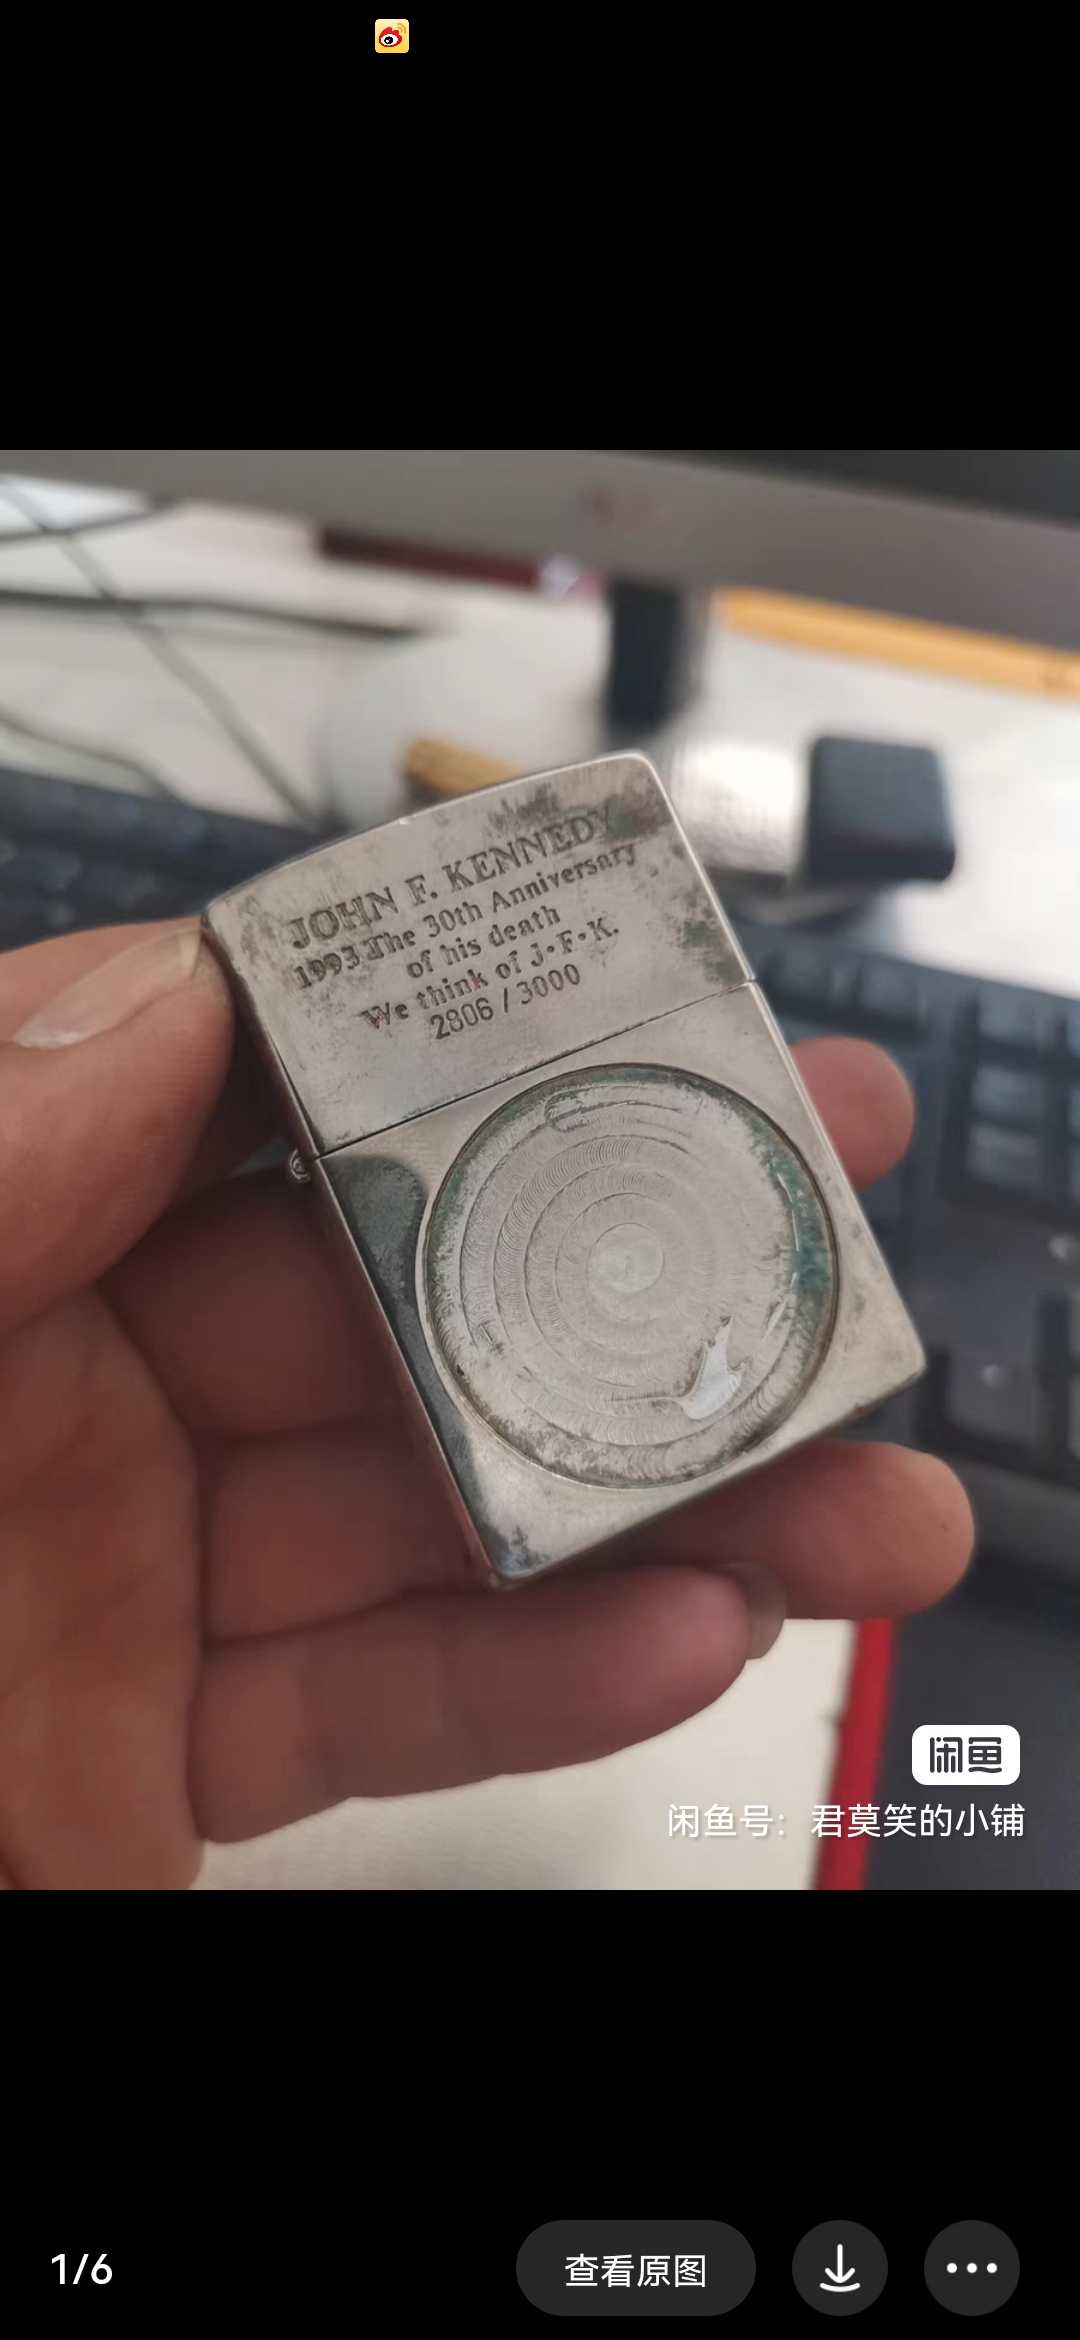 JOHN F. KENNEDY
1993 The 30th Anniversary
of his death
We think of J・F・K.
2806 / 3000
闲鱼
闲鱼号：君莫笑的小铺
1/6
查看原图